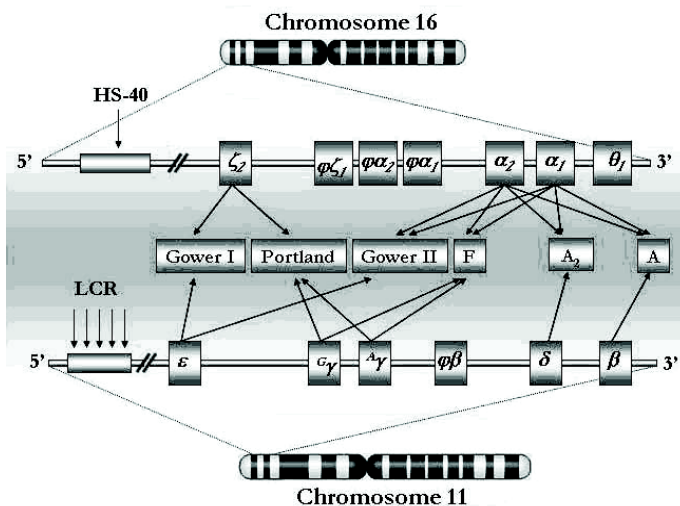 Chromosome 16
HS-40
5’ ζ2 φζ1 φα2 φα1 α2 α1 θ1 3’
Gower I Portland Gower II F A2 A
LCR
5’ ε Gγ Aγ φβ δ β 3’
Chromosome 11